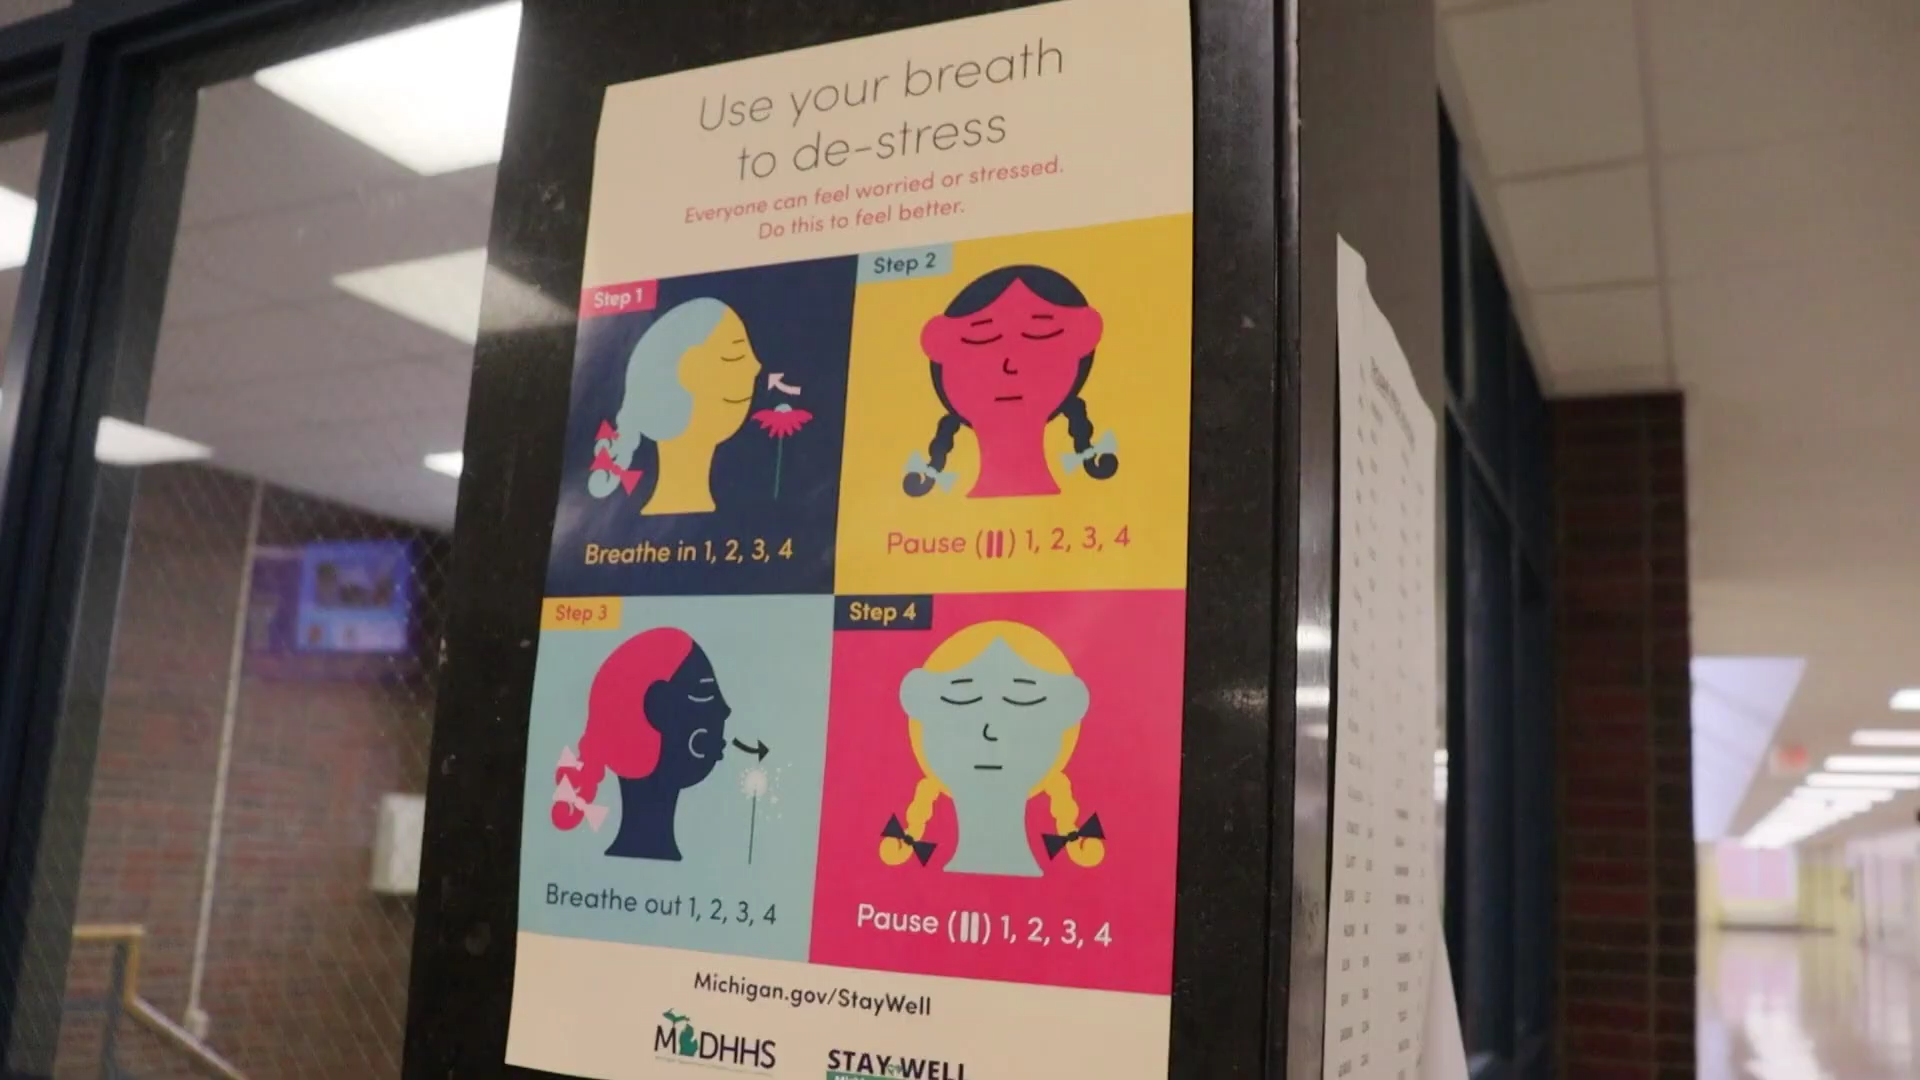 Use your breath
to de-stress
Everyone can feel worried or stressed.
Do this to feel better.
Step 1
Breathe in 1, 2, 3, 4
Step 2
Pause (II) 1, 2, 3, 4
Step 3
Breathe out 1, 2, 3, 4
Step 4
Pause (II) 1, 2, 3, 4
Michigan.gov/StayWell
MDHHS
STAY WELL